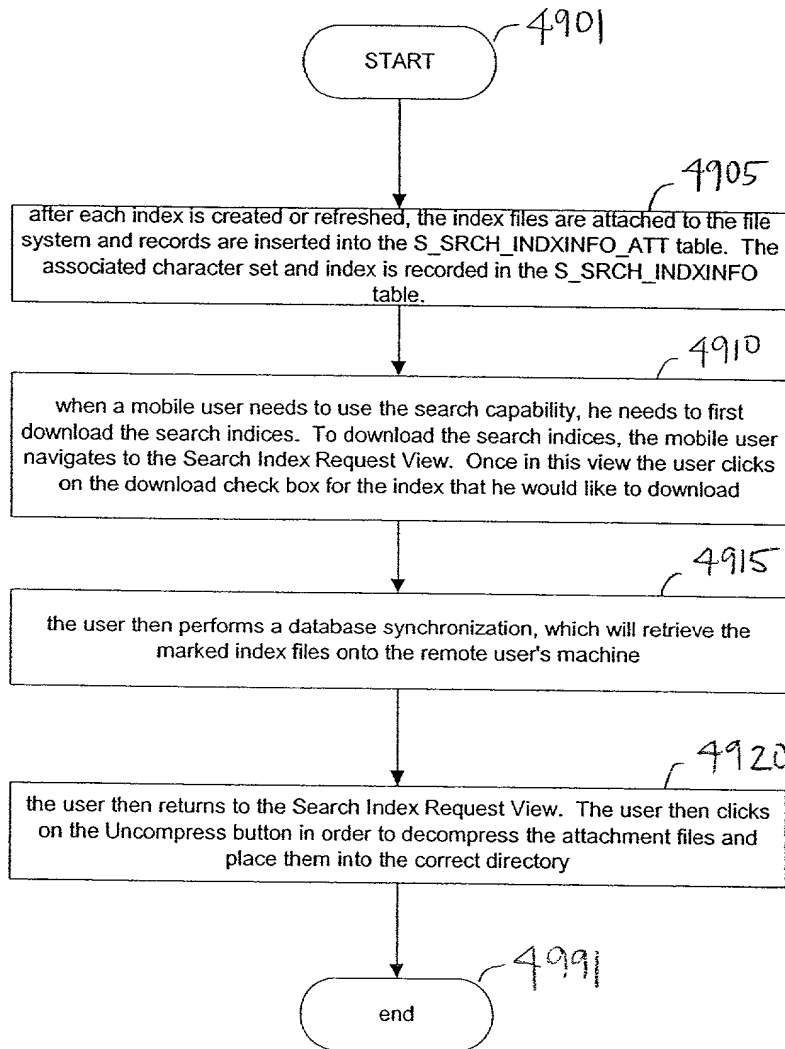 4901
START
4905
after each index is created or refreshed, the index files are attached to the file
system and records are inserted into the S_SRCH_INDXINFO_ATT table. The
associated character set and index is recorded in the S_SRCH_INDXINFO
table.
4910
when a mobile user needs to use the search capability, he needs to first
download the search indices. To download the search indices, the mobile user
navigates to the Search Index Request View. Once in this view the user clicks
on the download check box for the index that he would like to download
4915
the user then performs a database synchronization, which will retrieve the
marked index files onto the remote user's machine
4920
the user then returns to the Search Index Request View. The user then clicks
on the Uncompress button in order to decompress the attachment files and
place them into the correct directory
4991
end